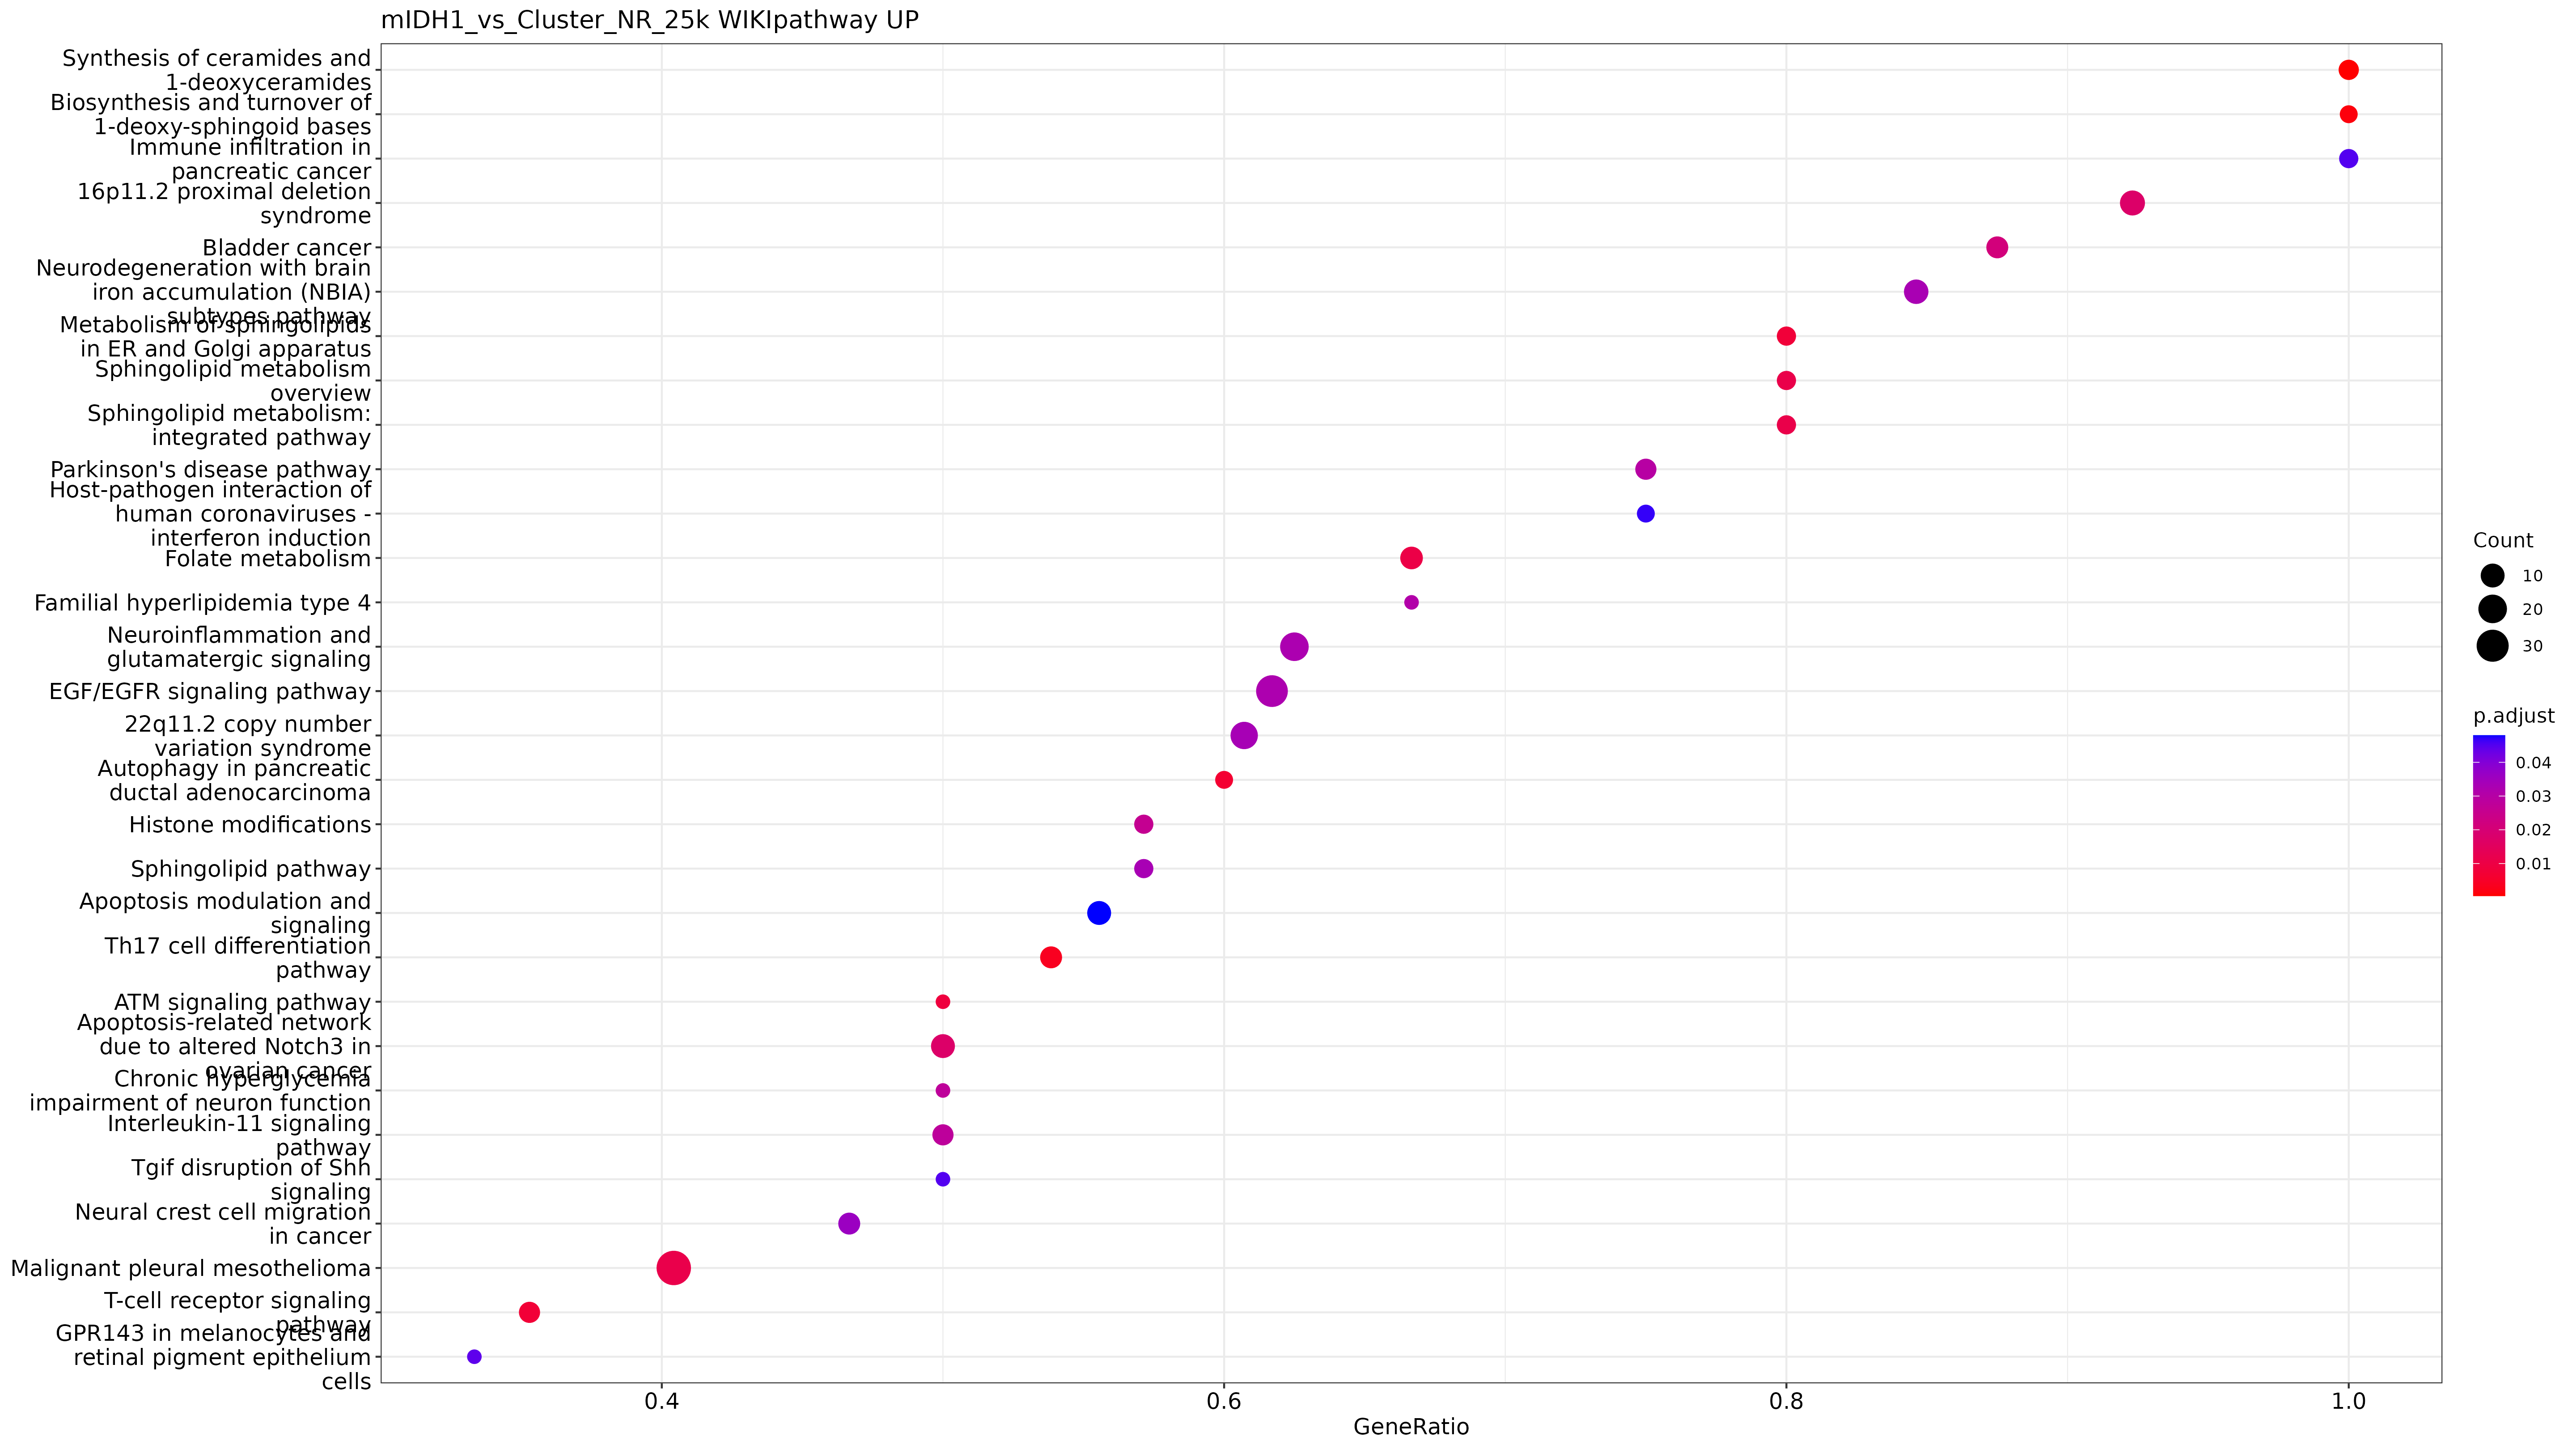 mIDH1_vs_Cluster_NR_25k WIKIpathway UP
Synthesis of ceramides and
1-deoxyceramides
Biosynthesis and turnover of
1-deoxy-sphingoid bases
Immune infiltration in
pancreatic cancer
16p11.2 proximal deletion
syndrome
Bladder cancer
Neurodegeneration with brain
iron accumulation (NBIA)
subtypes pathway
Metabolism of sphingolipids
in ER and Golgi apparatus
Sphingolipid metabolism
overview
Sphingolipid metabolism:
integrated pathway
Parkinson's disease pathway
Host-pathogen interaction of
human coronaviruses -
interferon induction
Folate metabolism
Familial hyperlipidemia type 4
Neuroinflammation and
glutamatergic signaling
EGF/EGFR signaling pathway
22q11.2 copy number
variation syndrome
Autophagy in pancreatic
ductal adenocarcinoma
Histone modifications
Sphingolipid pathway
Apoptosis modulation and
signaling
Th17 cell differentiation
pathway
ATM signaling pathway
Apoptosis-related network
due to altered Notch3 in
ovarian cancer
Chronic hyperglycemia
impairment of neuron function
Interleukin-11 signaling
pathway
Tgif disruption of Shh
signaling
Neural crest cell migration
in cancer
Malignant pleural mesothelioma
T-cell receptor signaling
pathway
GPR143 in melanocytes and
retinal pigment epithelium
cells
0.4 0.6 0.8 1.0
GeneRatio
Count
10
20
30
p.adjust
0.04
0.03
0.02
0.01